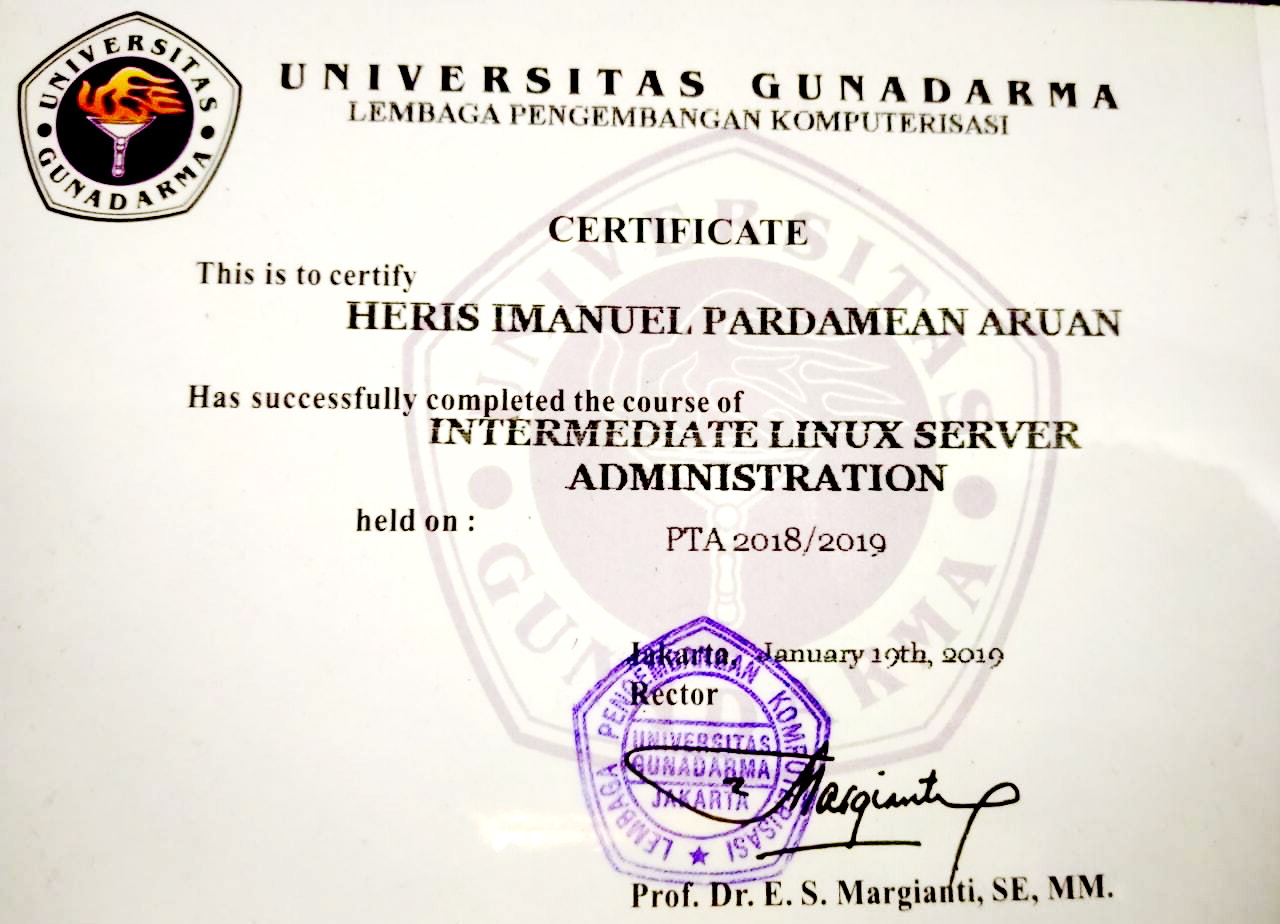 UNIVERSITAS GUNADARMA
UNIVERSITAS GUNADARMA
LEMBAGA PENGEMBANGAN KOMPUTERISASI
CERTIFICATE
This is to certify
HERIS IMANUEL PARDAMEAN ARUAN
Has successfully completed the course of
INTERMEDIATE LINUX SERVER
ADMINISTRATION
held on :
PTA 2018/2019
Jakarta, January 19th, 2019
Rector
LEMBAGA PENGEMBANGAN KOMPUTERISASI
UNIVERSITAS
GUNADARMA
JAKARTA
Margianti
Prof. Dr. E. S. Margianti, SE, MM.
UNIVERSITAS GUNADARMA